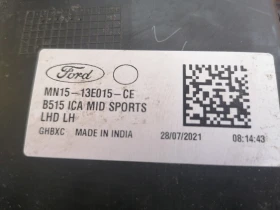 Ford
MN15-13E015-CE
B515 ICA MID SPORTS
LHD LH
GHBXC MADE IN INDIA 28/07/2021 08:14:43